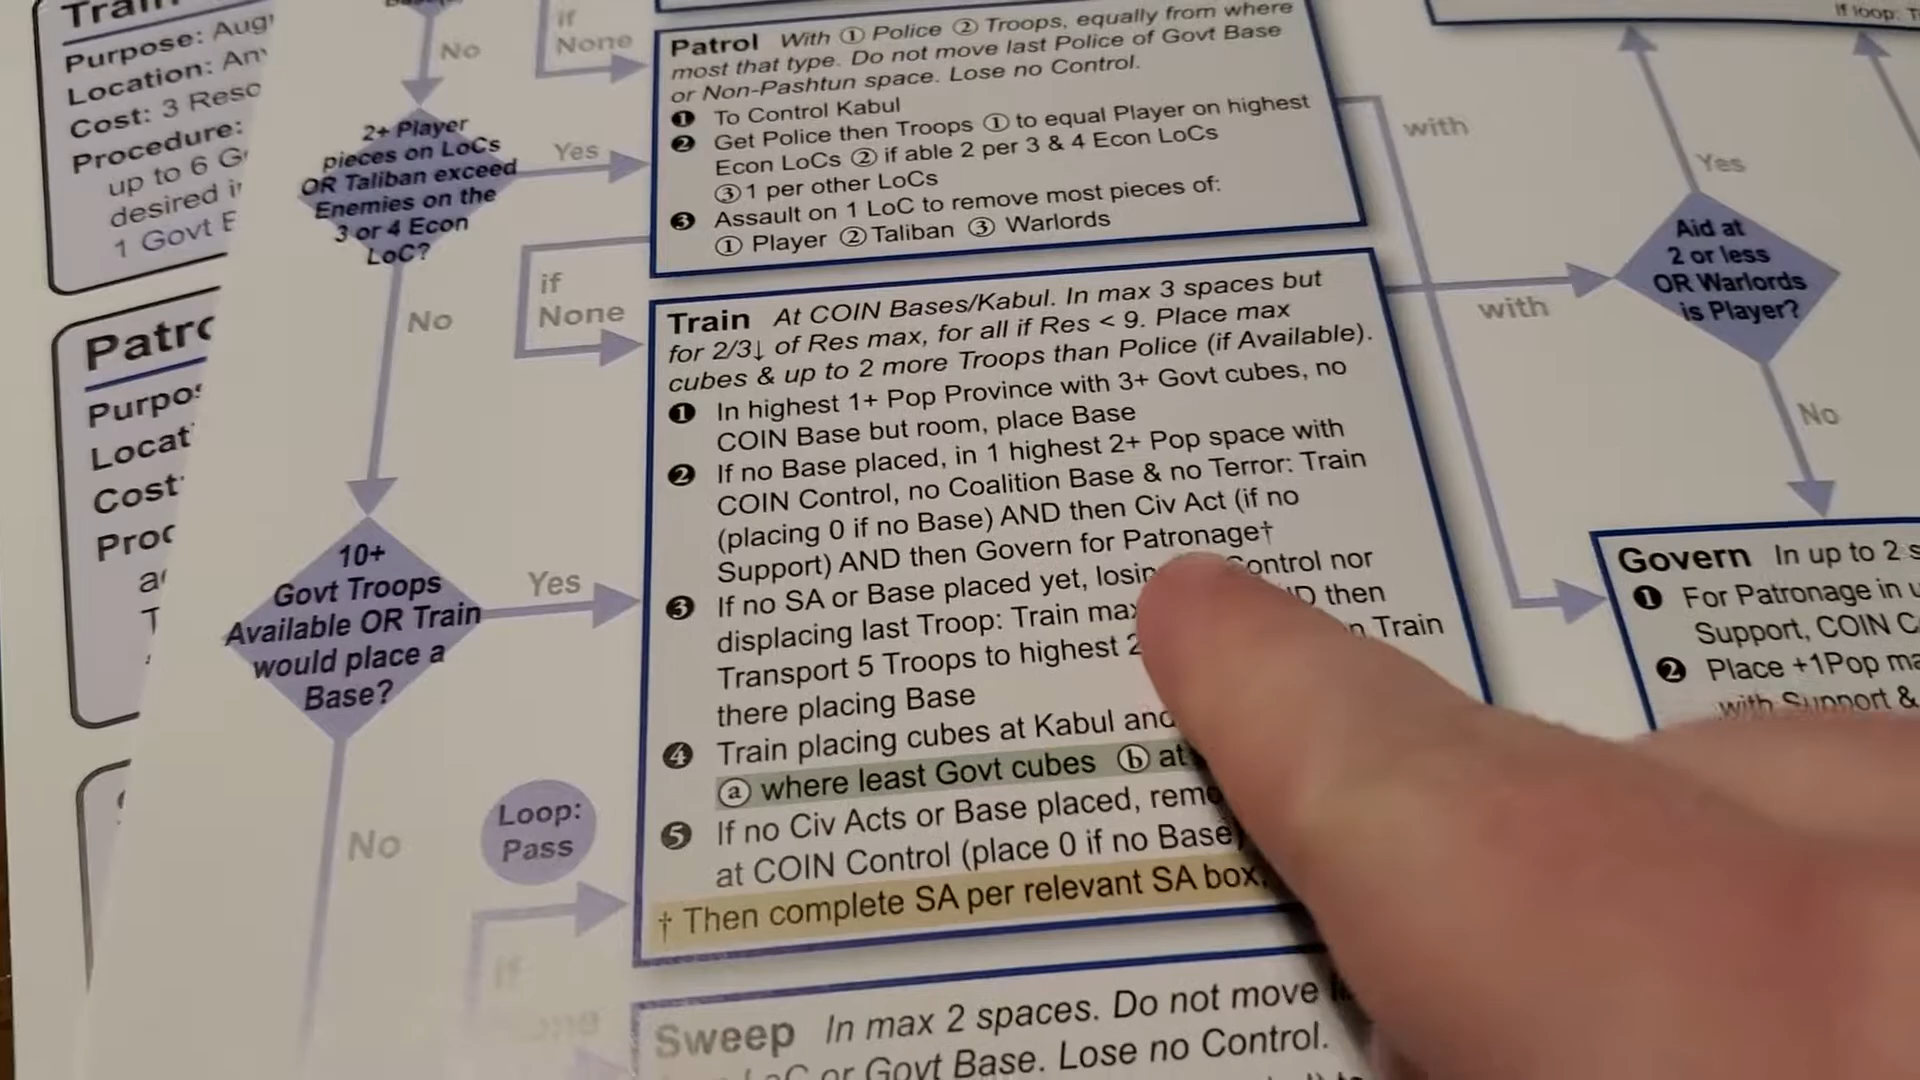 Train
Purpose: Aug
Location: An
Cost: 3 Reso
Procedure:
up to 6 G
desired i
1 Govt B
Patro
Purpos
Locat
Cost
Proc
No
if
None
2+ Player
pieces on LoCs
OR Taliban exceed
Enemies on the
3 or 4 Econ
LoC?
Yes
No
if
None
10+
Govt Troops
Available OR Train
would place a
Base?
Yes
No
Loop:
Pass
if
Patrol With ① Police ② Troops, equally from where
most that type. Do not move last Police of Govt Base
or Non-Pashtun space. Lose no Control.
❶ To Control Kabul
❷ Get Police then Troops ① to equal Player on highest
Econ LoCs ② if able 2 per 3 & 4 Econ LoCs
③ 1 per other LoCs
❸ Assault on 1 LoC to remove most pieces of:
① Player ② Taliban ③ Warlords
Train At COIN Bases/Kabul. In max 3 spaces but
for 2/3↓ of Res max, for all if Res < 9. Place max
cubes & up to 2 more Troops than Police (if Available).
❶ In highest 1+ Pop Province with 3+ Govt cubes, no
COIN Base but room, place Base
❷ If no Base placed, in 1 highest 2+ Pop space with
COIN Control, no Coalition Base & no Terror: Train
(placing 0 if no Base) AND then Civ Act (if no
Support) AND then Govern for Patronage†
❸ If no SA or Base placed yet, losin Control nor
displacing last Troop: Train max ND then
Transport 5 Troops to highest 2 n Train
there placing Base
❹ Train placing cubes at Kabul and
ⓐ where least Govt cubes ⓑ at
❺ If no Civ Acts or Base placed, remo
at COIN Control (place 0 if no Base)
† Then complete SA per relevant SA box.
Sweep In max 2 spaces. Do not move
LoC or Govt Base. Lose no Control.
with
with
If loop:
Yes
Aid at
2 or less
OR Warlords
is Player?
No
Govern In up to 2 s
❶ For Patronage in
Support, COIN C
❷ Place +1Pop ma
with Support &